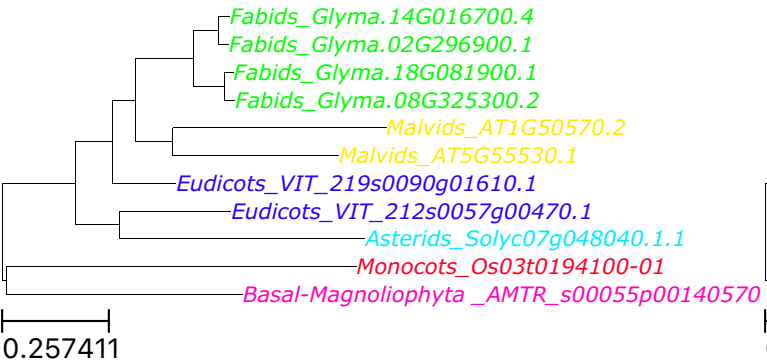 Fabids_Glyma.14G016700.4
Fabids_Glyma.02G296900.1
Fabids_Glyma.18G081900.1
Fabids_Glyma.08G325300.2
Malvids_AT1G50570.2
Malvids_AT5G55530.1
Eudicots_VIT_219s0090g01610.1
Eudicots_VIT_212s0057g00470.1
Asterids_Solyc07g048040.1.1
Monocots_Os03t0194100-01
Basal-Magnoliophyta _AMTR_s00055p00140570
0.257411